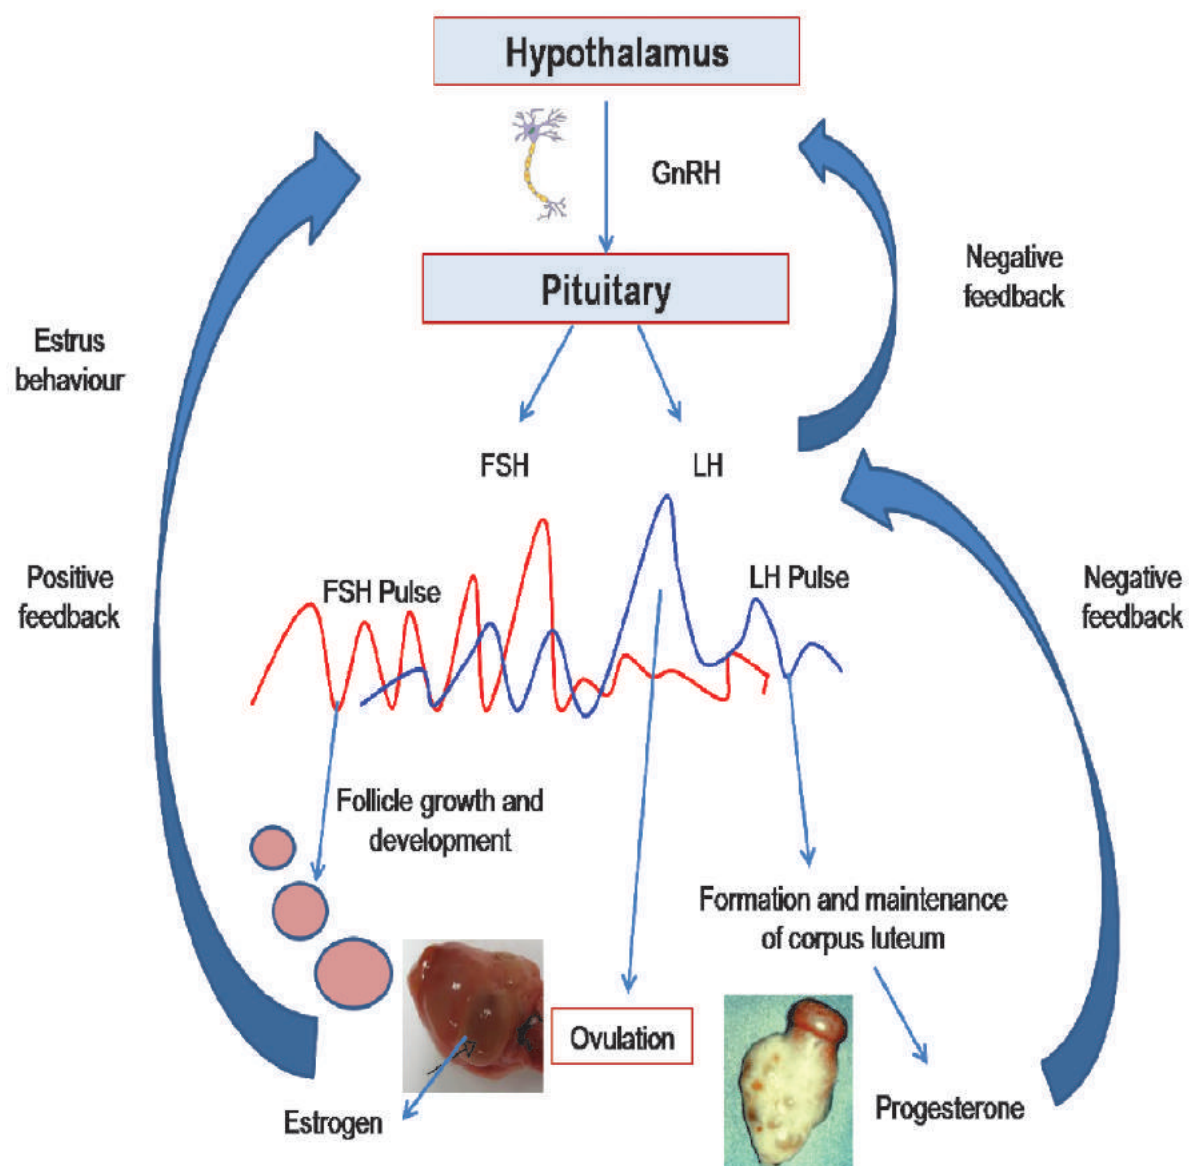 Hypothalamus
GnRH
Negative
feedback
Pituitary
Estrus
behaviour
FSH
LH
Positive
feedback
FSH Pulse
LH Pulse
Negative
feedback
Follicle growth and
development
Formation and maintenance
of corpus luteum
Ovulation
Estrogen
Progesterone